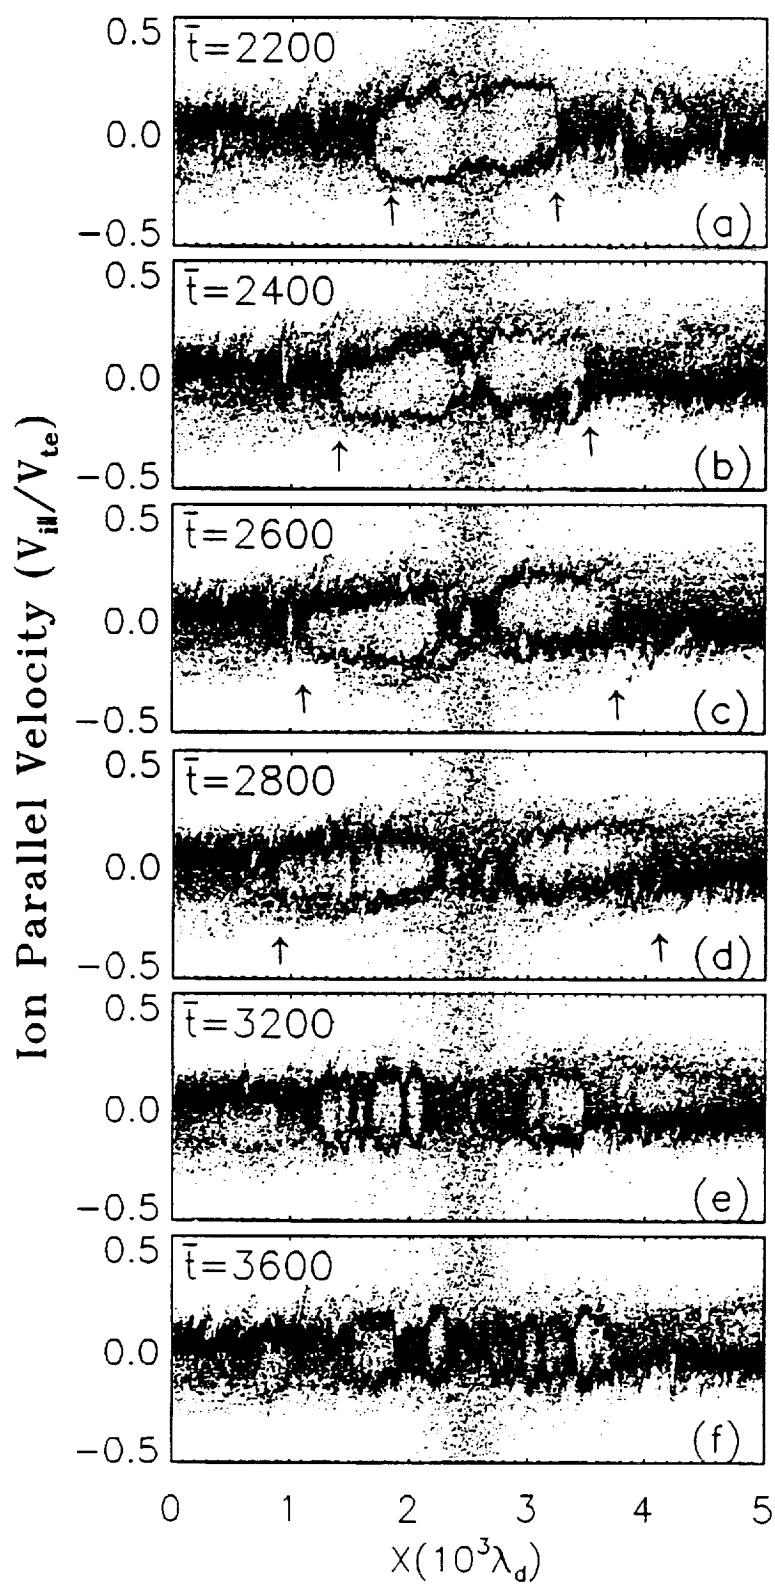 Ion Parallel Velocity (V_i||/V_te)
0.5
t̄=2200
0.0
↑ ↑
(a)
-0.5
0.5
t̄=2400
0.0
↑ ↑
(b)
-0.5
0.5
t̄=2600
0.0
↑ ↑
(c)
-0.5
0.5
t̄=2800
0.0
↑ ↑
(d)
-0.5
0.5
t̄=3200
0.0
(e)
-0.5
0.5
t̄=3600
0.0
(f)
-0.5
0 1 2 3 4 5
X(10³λ_d)